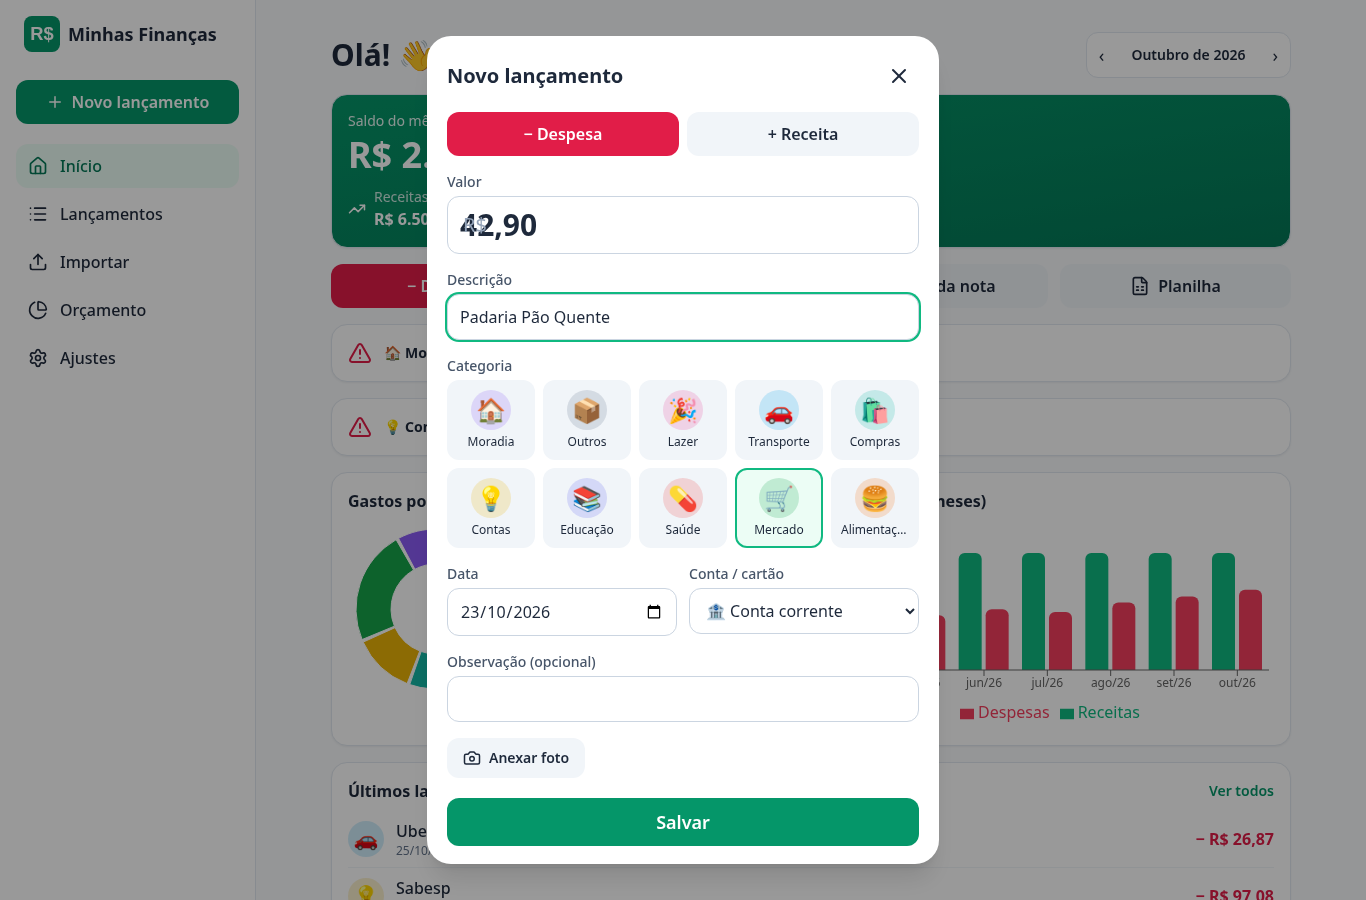 R$ Minhas Finanças
+ Novo lançamento
Início
Lançamentos
Importar
Orçamento
Ajustes
Olá! 👋
‹ Outubro de 2026 ›
Saldo do mê
R$ 2.
Receitas
R$ 6.50
− D
da nota
Planilha
🏠 Mo
💡 Con
Gastos po
neses)
jun/26
jul/26
ago/26
set/26
out/26
Despesas
Receitas
Últimos la
Ver todos
Ube
25/10/
− R$ 26,87
Sabesp
− R$ 97,08
Novo lançamento
− Despesa
+ Receita
Valor
R$ 42,90
Descrição
Padaria Pão Quente
Categoria
Moradia
Outros
Lazer
Transporte
Compras
Contas
Educação
Saúde
Mercado
Alimentaç...
Data
Conta / cartão
23/10/2026
🏦 Conta corrente
Observação (opcional)
Anexar foto
Salvar